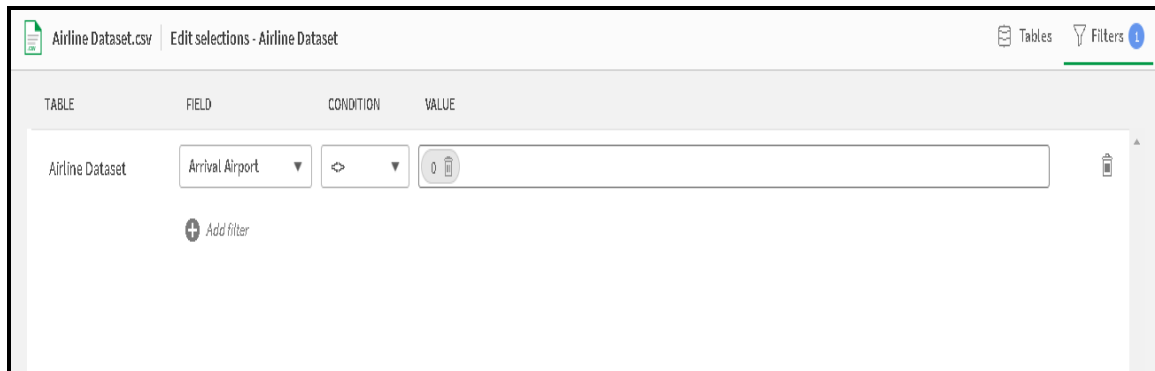 Airline Dataset.csv Edit selections - Airline Dataset Tables Filters 1
TABLE FIELD CONDITION VALUE
Airline Dataset Arrival Airport <> 0
Add filter